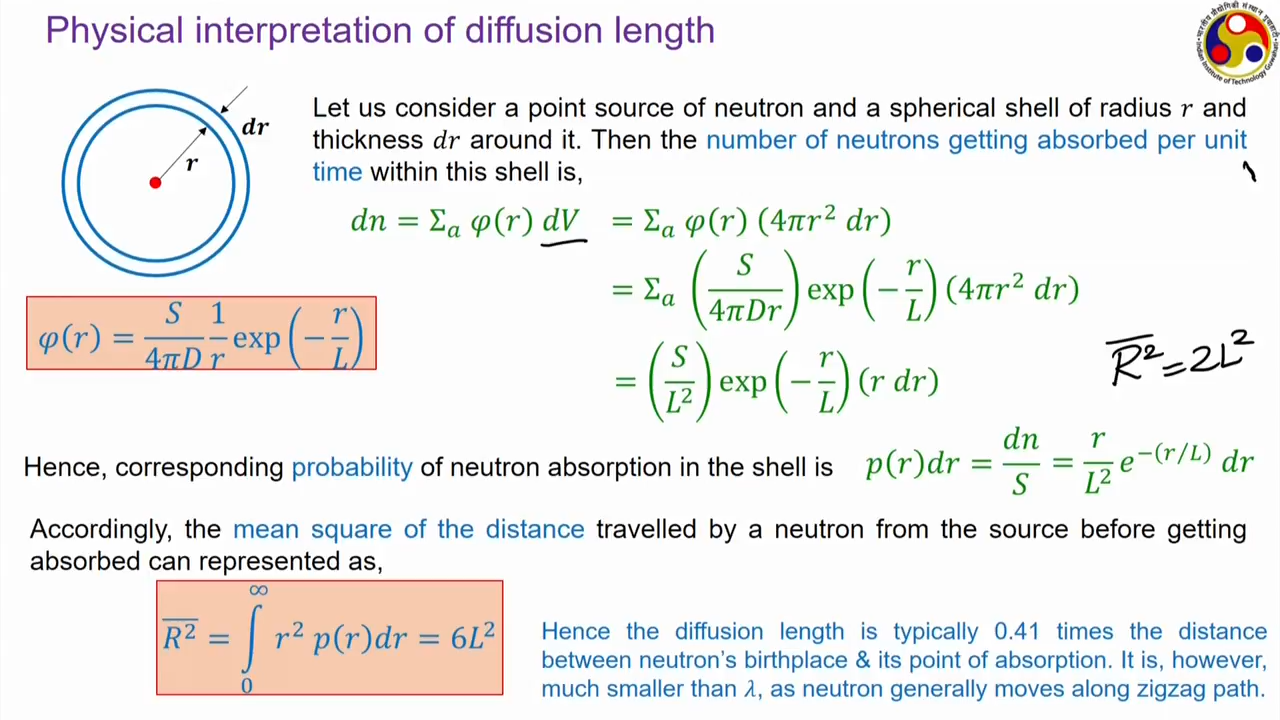 Physical interpretation of diffusion length
dr
r
Let us consider a point source of neutron and a spherical shell of radius r and
thickness dr around it. Then the number of neutrons getting absorbed per unit
time within this shell is,
dn = Σₐ φ(r) dV = Σₐ φ(r) (4πr² dr)
= Σₐ (S/4πDr) exp(−r/L) (4πr² dr)
φ(r) = S/4πD 1/r exp(−r/L)
R̅²̅ = 2L²
= (S/L²) exp(−r/L) (r dr)
Hence, corresponding probability of neutron absorption in the shell is p(r)dr = dn/S = r/L² e^−(r/L) dr
Accordingly, the mean square of the distance travelled by a neutron from the source before getting
absorbed can represented as,
R̅²̅ = ∫₀^∞ r² p(r)dr = 6L²
Hence the diffusion length is typically 0.41 times the distance
between neutron's birthplace & its point of absorption. It is, however,
much smaller than λ, as neutron generally moves along zigzag path.